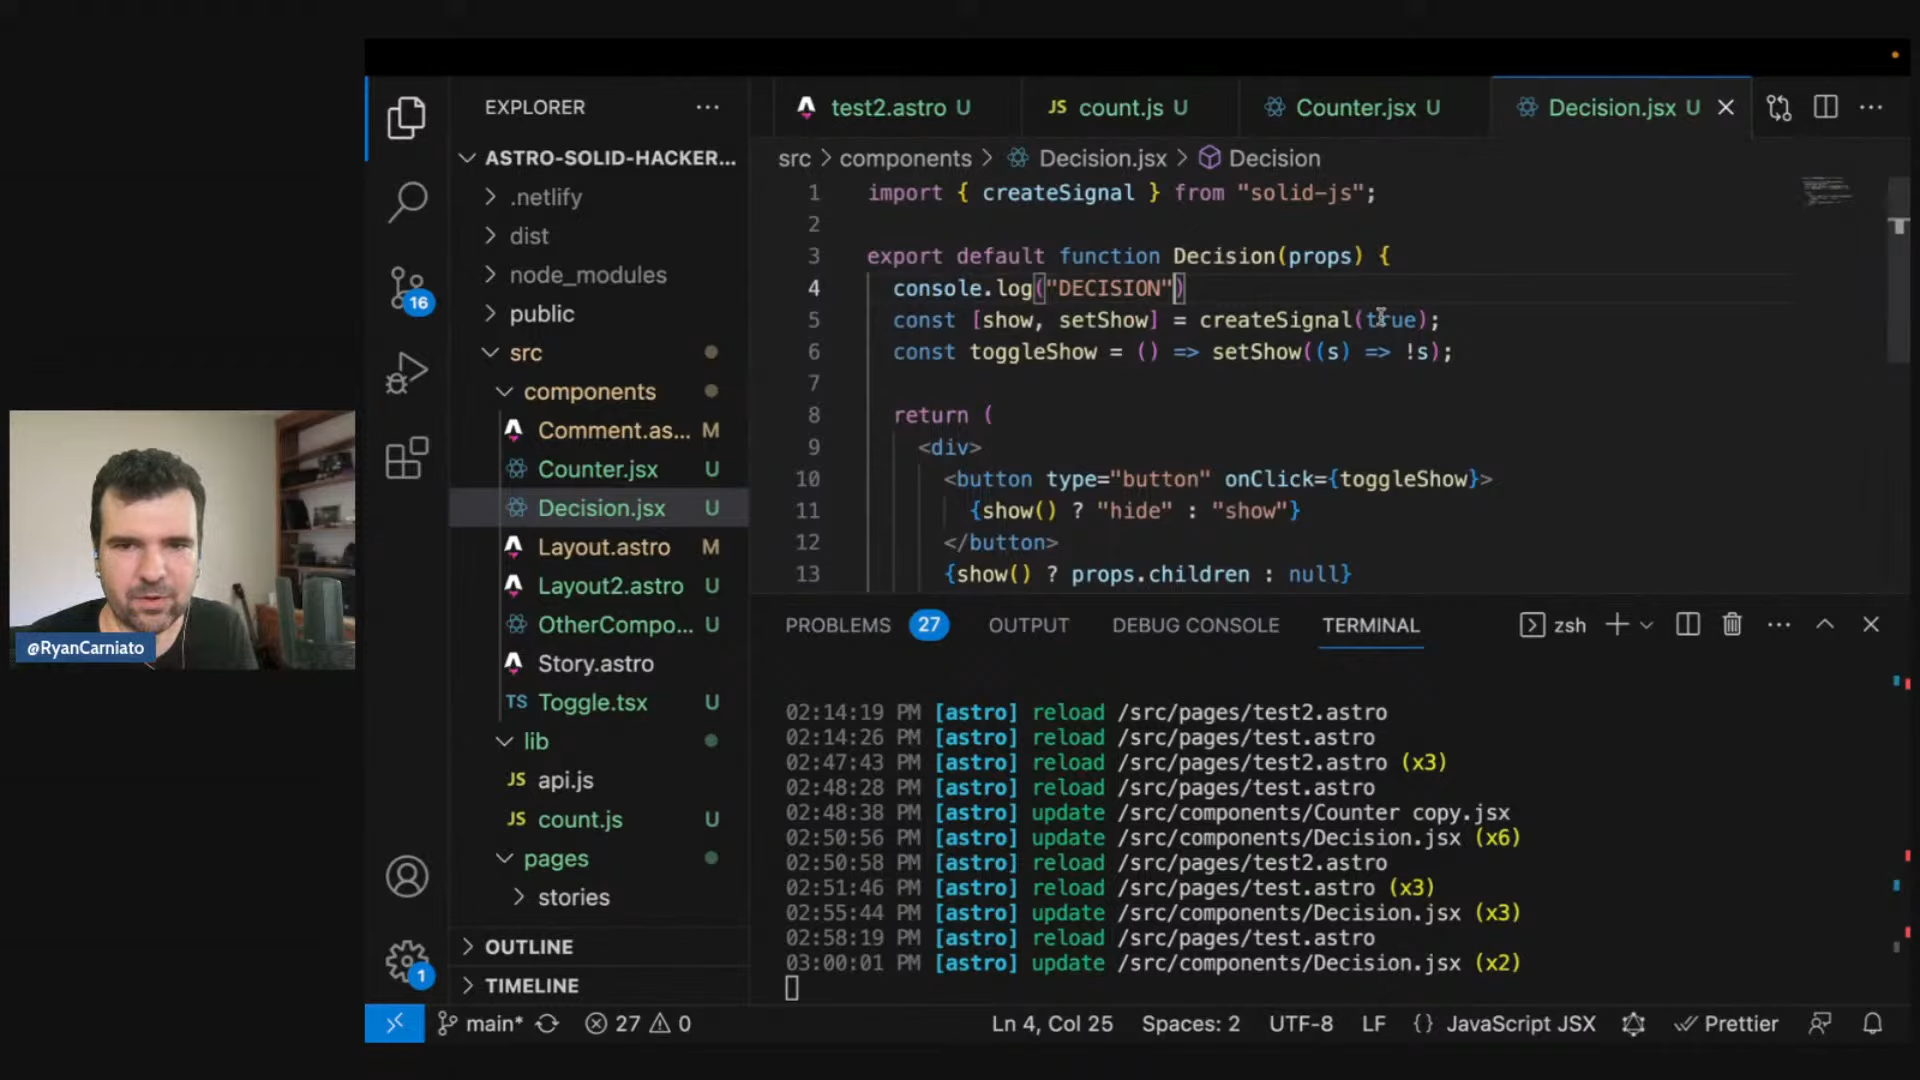 EXPLORER
ASTRO-SOLID-HACKER...
.netlify
dist
node_modules
public
src
components
Comment.as... M
Counter.jsx U
Decision.jsx U
Layout.astro M
Layout2.astro U
OtherCompo... U
Story.astro
TS Toggle.tsx U
lib
JS api.js
JS count.js U
pages
stories
OUTLINE
TIMELINE
16
1
@RyanCarniato
test2.astro U
JS count.js U
Counter.jsx U
Decision.jsx U
src > components > Decision.jsx > Decision
1 import { createSignal } from "solid-js";
2
3 export default function Decision(props) {
4 console.log("DECISION")
5 const [show, setShow] = createSignal(true);
6 const toggleShow = () => setShow((s) => !s);
7
8 return (
9 <div>
10 <button type="button" onClick={toggleShow}>
11 {show() ? "hide" : "show"}
12 </button>
13 {show() ? props.children : null}
PROBLEMS 27 OUTPUT DEBUG CONSOLE TERMINAL zsh
02:14:19 PM [astro] reload /src/pages/test2.astro
02:14:26 PM [astro] reload /src/pages/test.astro
02:47:43 PM [astro] reload /src/pages/test2.astro (x3)
02:48:28 PM [astro] reload /src/pages/test.astro
02:48:38 PM [astro] update /src/components/Counter copy.jsx
02:50:56 PM [astro] update /src/components/Decision.jsx (x6)
02:50:58 PM [astro] reload /src/pages/test2.astro
02:51:46 PM [astro] reload /src/pages/test.astro (x3)
02:55:44 PM [astro] update /src/components/Decision.jsx (x3)
02:58:19 PM [astro] reload /src/pages/test.astro
03:00:01 PM [astro] update /src/components/Decision.jsx (x2)
main* 27 0 Ln 4, Col 25 Spaces: 2 UTF-8 LF {} JavaScript JSX Prettier